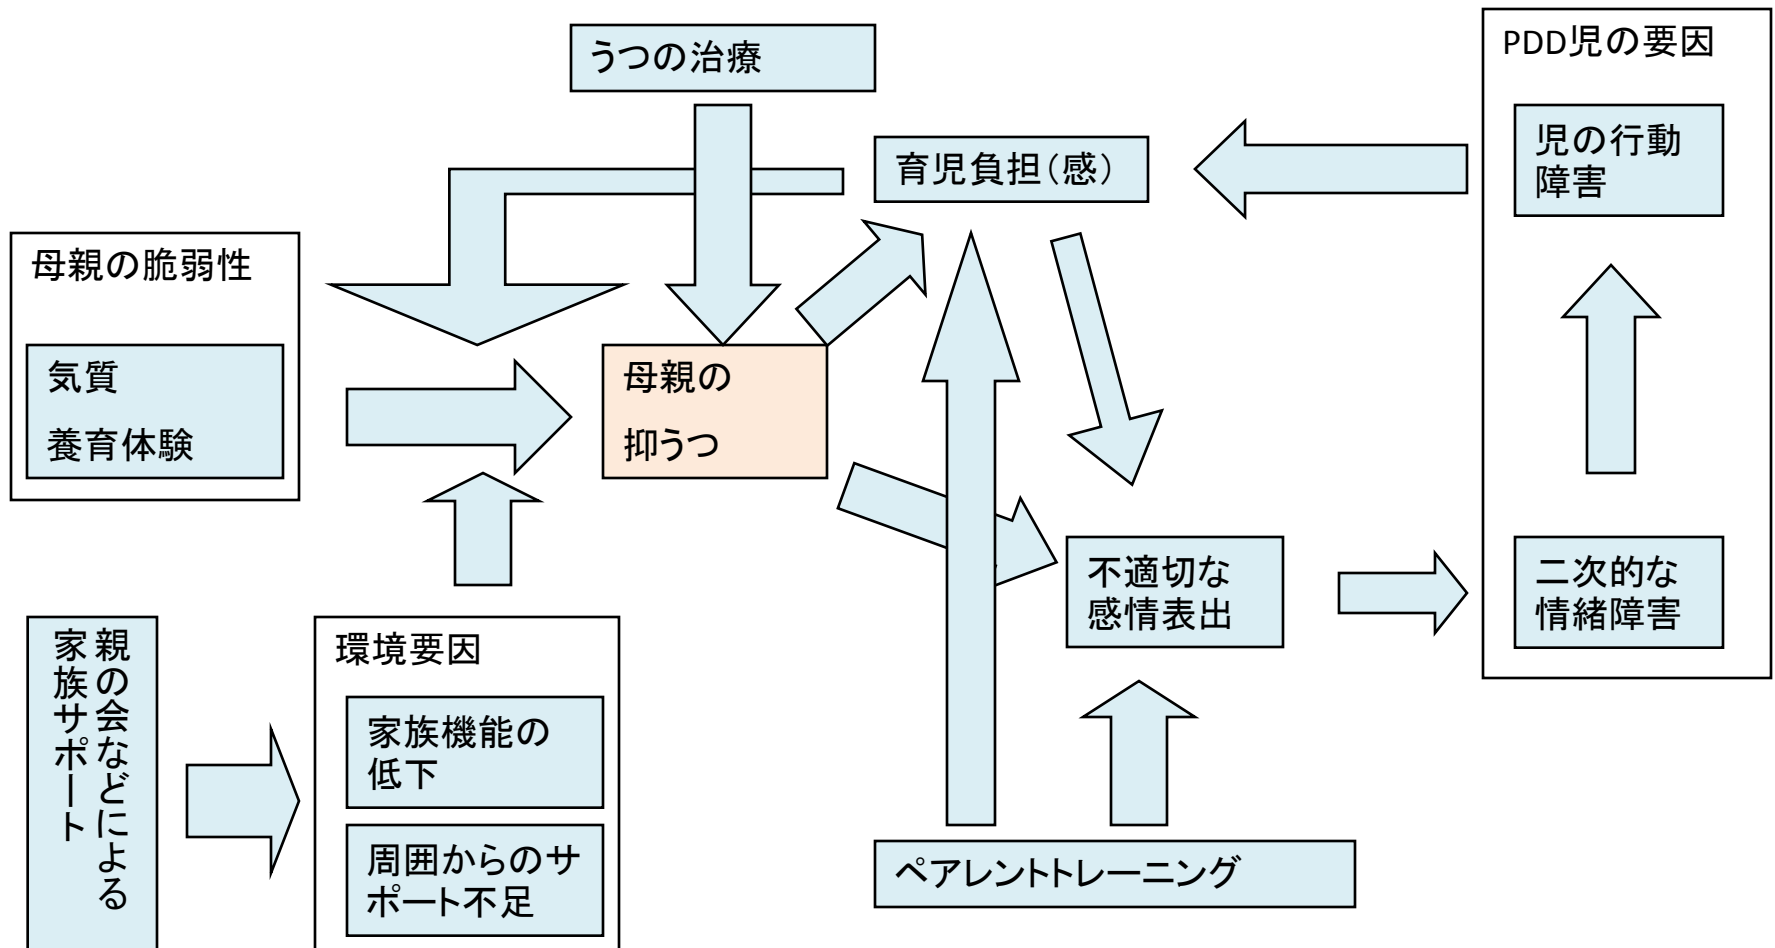 うつの治療
PDD児の要因
育児負担(感)
児の行動
障害
母親の脆弱性
気質
養育体験
母親の
抑うつ
不適切な
感情表出
二次的な
情緒障害
親の会などによる
家族サポート
環境要因
家族機能の
低下
周囲からのサ
ポート不足
ペアレントトレーニング